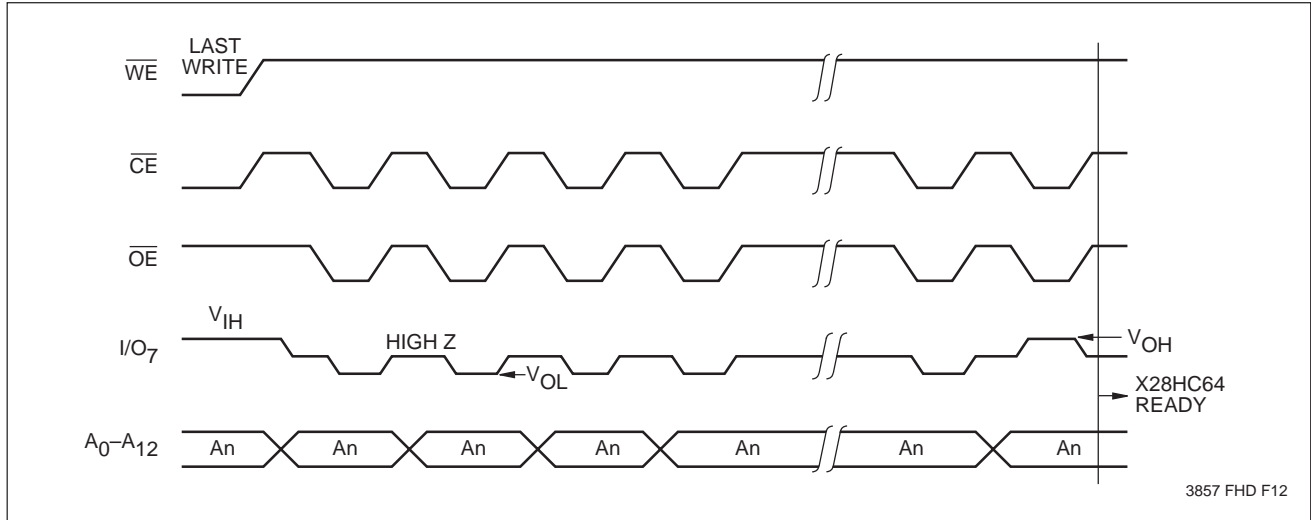 LAST
WRITE
WE
CE
OE
VIH
I/O7
HIGH Z
VOL
VOH
X28HC64
READY
A0–A12
An An An An An An An
3857 FHD F12